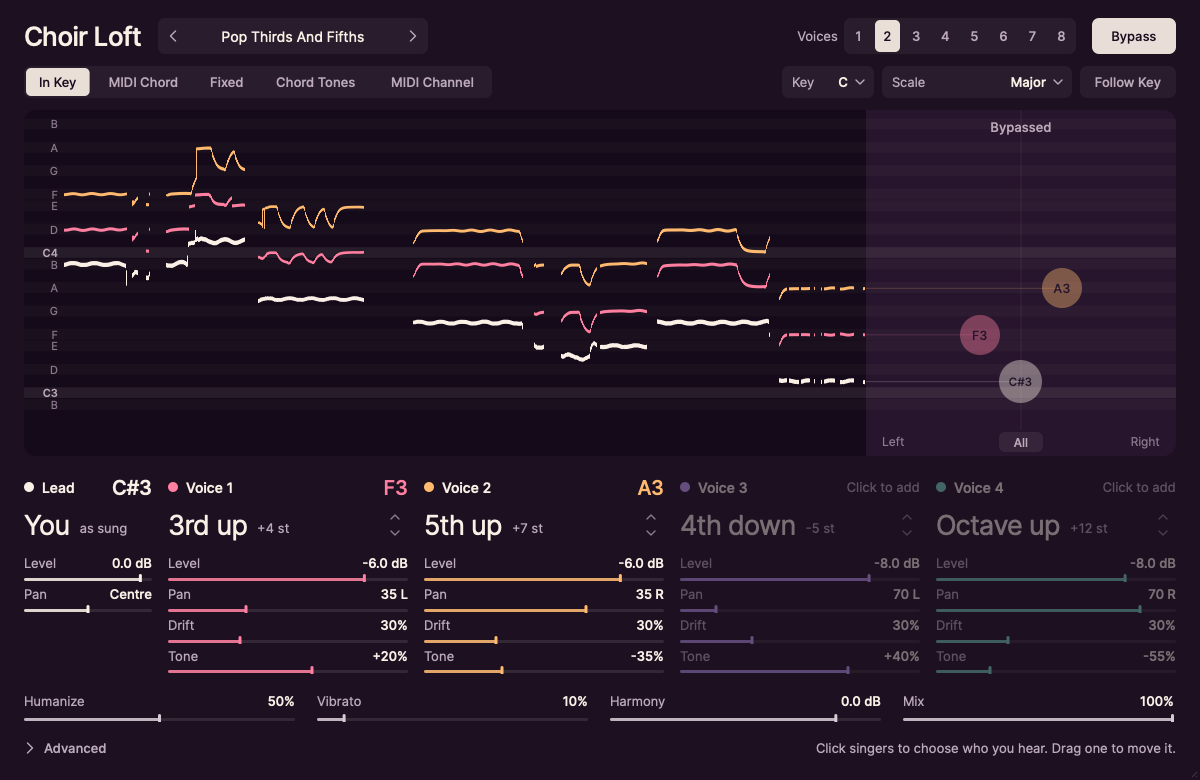 Choir Loft
Pop Thirds And Fifths
Voices 1 2 3 4 5 6 7 8
Bypass
In Key MIDI Chord Fixed Chord Tones MIDI Channel
Key C Scale Major Follow Key
B
A
G
F
E
D
C4
B
A
G
F
E
D
C3
B
Bypassed
A3
F3
C#3
Left All Right
Lead C#3
You as sung
Level 0.0 dB
Pan Centre
Voice 1 F3
3rd up +4 st
Level -6.0 dB
Pan 35 L
Drift 30%
Tone +20%
Voice 2 A3
5th up +7 st
Level -6.0 dB
Pan 35 R
Drift 30%
Tone -35%
Voice 3 Click to add
4th down -5 st
Level -8.0 dB
Pan 70 L
Drift 30%
Tone +40%
Voice 4 Click to add
Octave up +12 st
Level -8.0 dB
Pan 70 R
Drift 30%
Tone -55%
Humanize 50% Vibrato 10% Harmony 0.0 dB Mix 100%
Advanced
Click singers to choose who you hear. Drag one to move it.